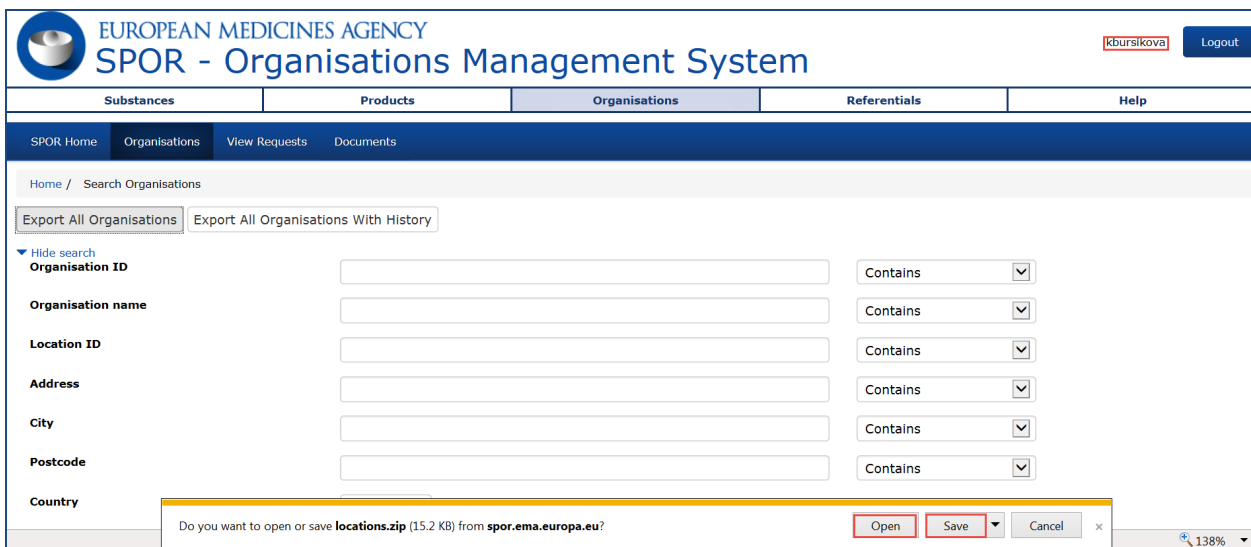 EUROPEAN MEDICINES AGENCY
SPOR - Organisations Management System
kbursikova
Logout
Substances Products Organisations Referentials Help
SPOR Home Organisations View Requests Documents
Home / Search Organisations
Export All Organisations Export All Organisations With History
Hide search
Organisation ID Contains
Organisation name Contains
Location ID Contains
Address Contains
City Contains
Postcode Contains
Country
Do you want to open or save locations.zip (15.2 KB) from spor.ema.europa.eu? Open Save Cancel ×
138%